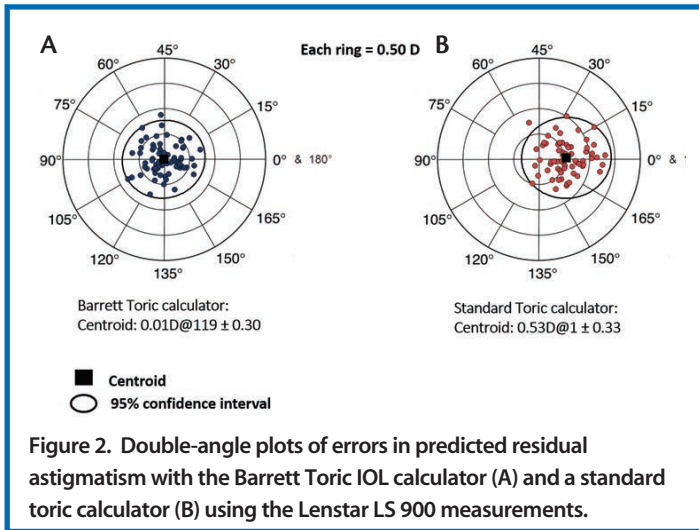 A
Each ring = 0.50 D
B
45°
60°
30°
75°
15°
90°
0° & 180°
105°
165°
120°
150°
135°
45°
60°
30°
75°
15°
90°
0° &
105°
165°
120°
150°
135°
Barrett Toric calculator:
Centroid: 0.01D@119 ± 0.30
Standard Toric calculator:
Centroid: 0.53D@1 ± 0.33
Centroid
95% confidence interval
Figure 2. Double-angle plots of errors in predicted residual
astigmatism with the Barrett Toric IOL calculator (A) and a standard
toric calculator (B) using the Lenstar LS 900 measurements.